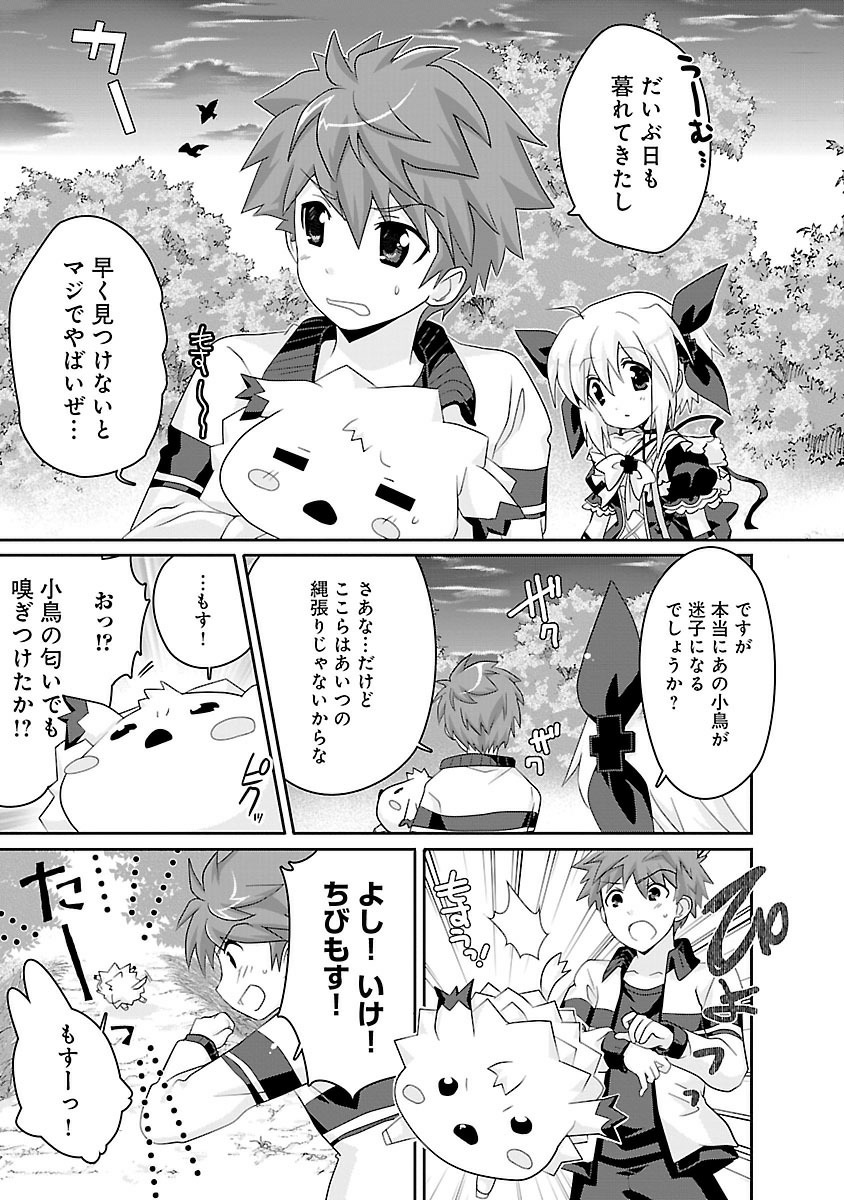 うーむ…
だいぶ日も
暮れてきたし
カー
早く見つけないと
マジでやばいぜ…
もす〜〜
ですが
本当にあの小鳥が
迷子になる
でしょうか?
さあな…だけど
ここらはあいつの
縄張りじゃないからな
ざっ
ざっ
…もす!
おっ!?
小鳥の匂いでも
嗅ぎつけたか!?
ピクッ
ぴょーっ
もすぅっ!
よし!いけ!
ちびもす!
たーっ
もすーっ!